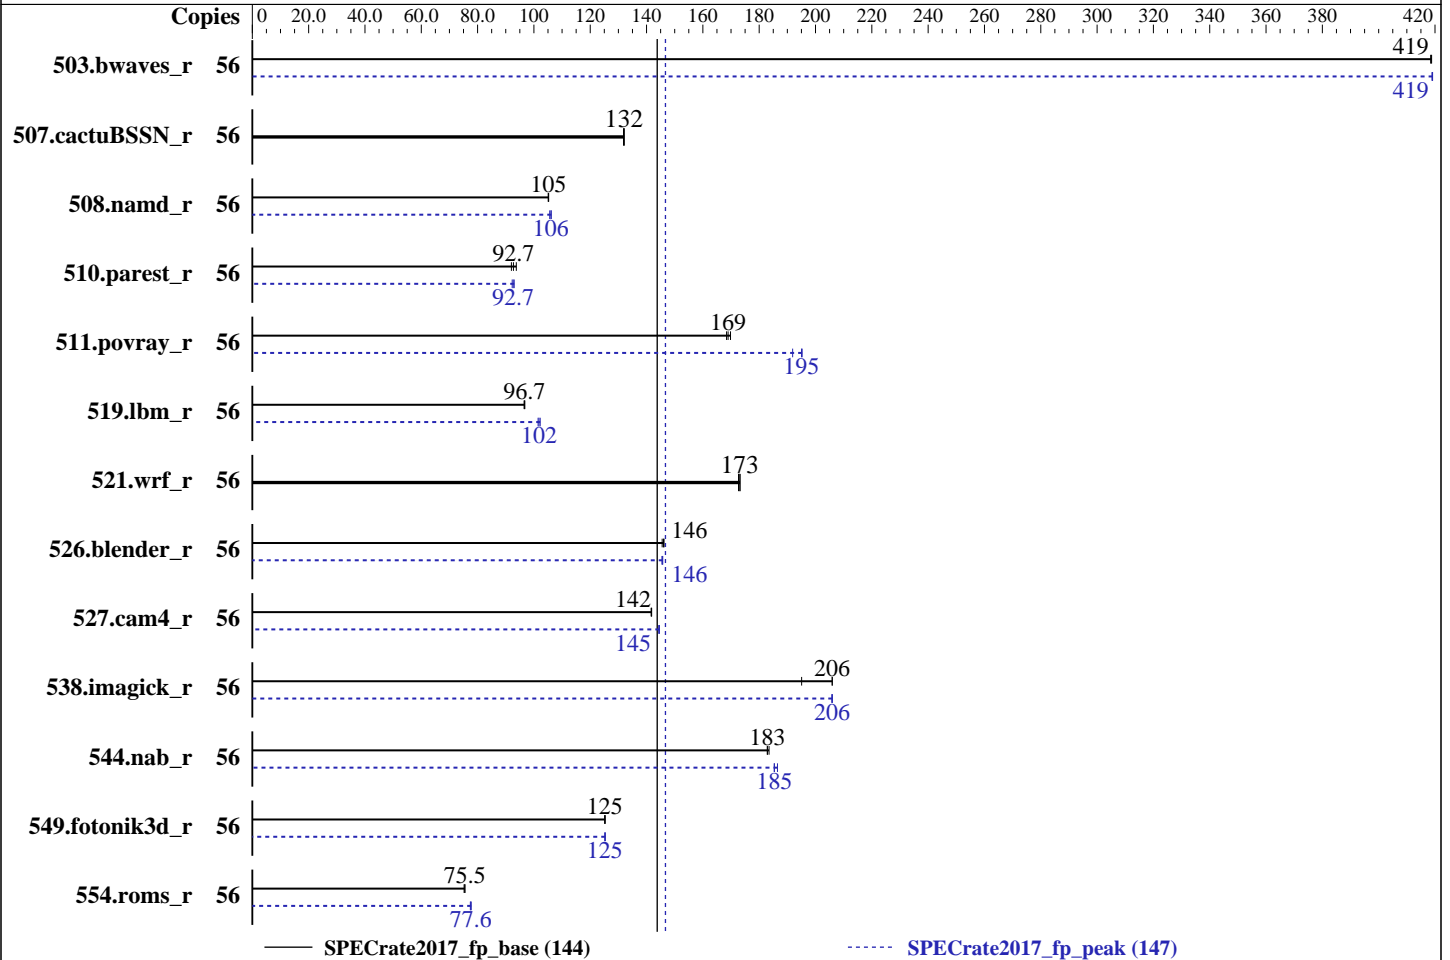 Copies 0 20.0 40.0 60.0 80.0 100 120 140 160 180 200 220 240 260 280 300 320 340 360 380 420
503.bwaves_r 56 419
419
507.cactuBSSN_r 56 132
508.namd_r 56 105
106
510.parest_r 56 92.7
92.7
511.povray_r 56 169
195
519.lbm_r 56 96.7
102
521.wrf_r 56 173
526.blender_r 56 146
146
527.cam4_r 56 142
145
538.imagick_r 56 206
206
544.nab_r 56 183
185
549.fotonik3d_r 56 125
125
554.roms_r 56 75.5
77.6
SPECrate2017_fp_base (144) SPECrate2017_fp_peak (147)